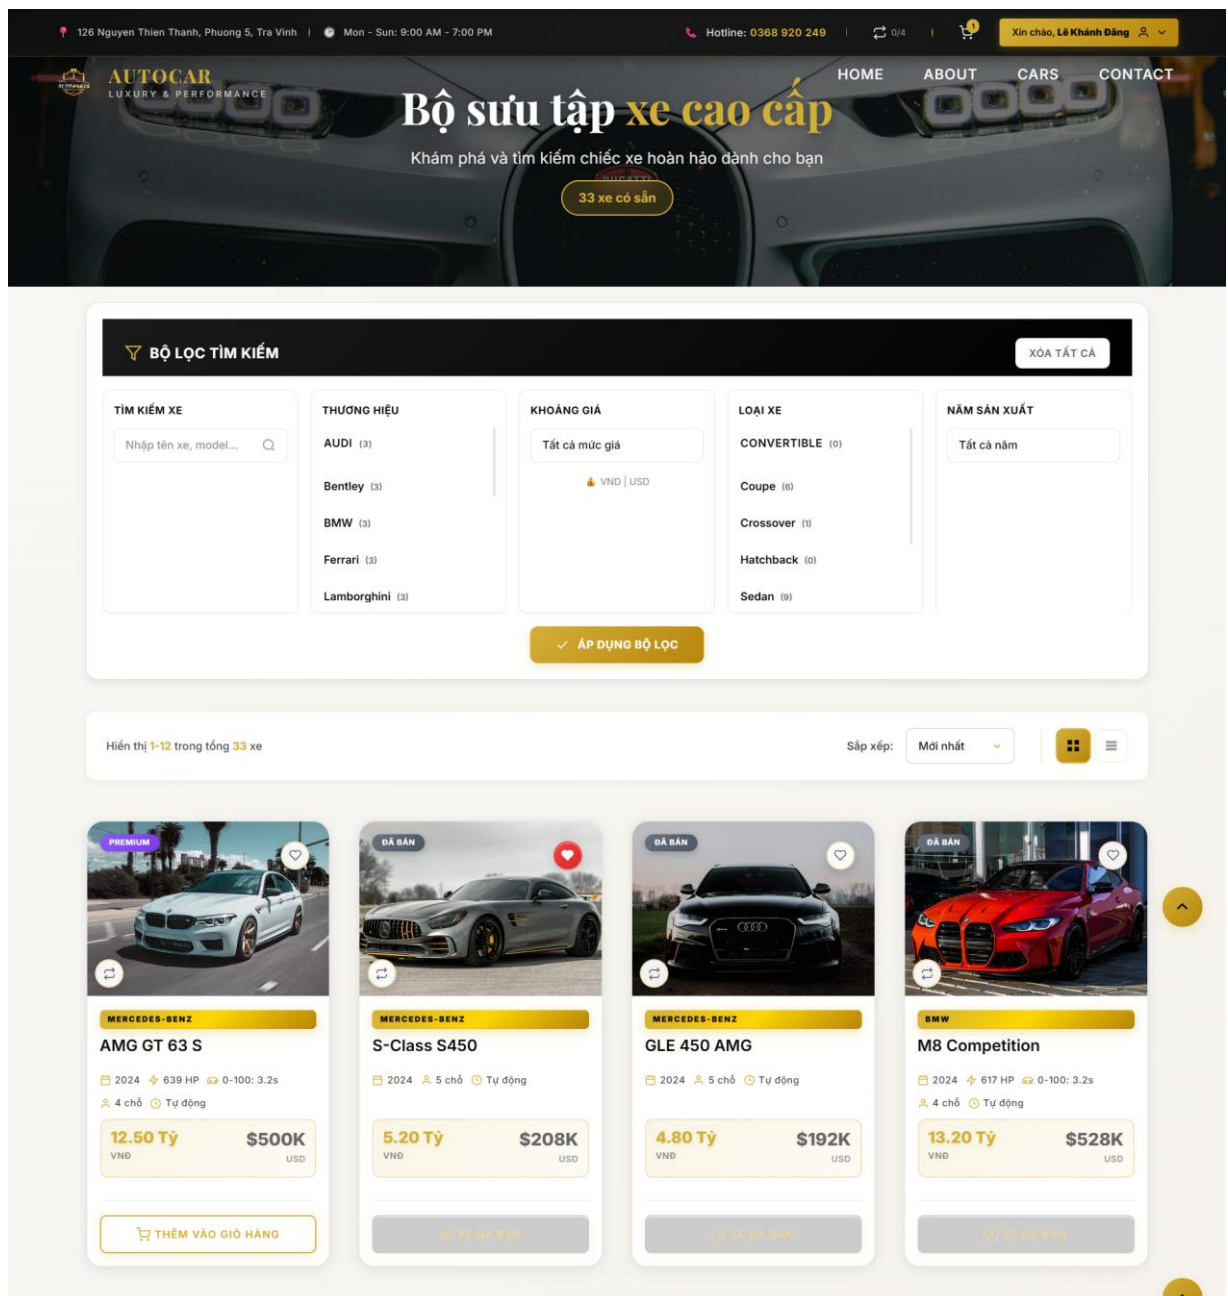 126 Nguyen Thien Thanh, Phuong 5, Tra Vinh
Mon - Sun: 9:00 AM - 7:00 PM
Hotline: 0368 920 249
0/4
1
Xin chào, Lê Khánh Đăng
AUTOCAR
LUXURY & PERFORMANCE
HOME ABOUT CARS CONTACT
Bộ sưu tập xe cao cấp
Khám phá và tìm kiếm chiếc xe hoàn hảo dành cho bạn
BUGATTI
33 xe có sẵn
BỘ LỌC TÌM KIẾM
XÓA TẤT CẢ
TÌM KIẾM XE
Nhập tên xe, model...
THƯƠNG HIỆU
AUDI (3)
Bentley (3)
BMW (3)
Ferrari (3)
Lamborghini (3)
KHOẢNG GIÁ
Tất cả mức giá
VND | USD
LOẠI XE
CONVERTIBLE (0)
Coupe (6)
Crossover (1)
Hatchback (0)
Sedan (9)
NĂM SẢN XUẤT
Tất cả năm
ÁP DỤNG BỘ LỌC
Hiển thị 1-12 trong tổng 33 xe
Sắp xếp:
Mới nhất
PREMIUM
MERCEDES-BENZ
AMG GT 63 S
2024 639 HP 0-100: 3.2s
4 chỗ Tự động
12.50 Tỷ $500K
VNĐ USD
THÊM VÀO GIỎ HÀNG
ĐÃ BÁN
MERCEDES-BENZ
S-Class S450
2024 5 chỗ Tự động
5.20 Tỷ $208K
VNĐ USD
XE ĐÃ BÁN
ĐÃ BÁN
MERCEDES-BENZ
GLE 450 AMG
2024 5 chỗ Tự động
4.80 Tỷ $192K
VNĐ USD
XE ĐÃ BÁN
ĐÃ BÁN
BMW
M8 Competition
2024 617 HP 0-100: 3.2s
4 chỗ Tự động
13.20 Tỷ $528K
VNĐ USD
XE ĐÃ BÁN